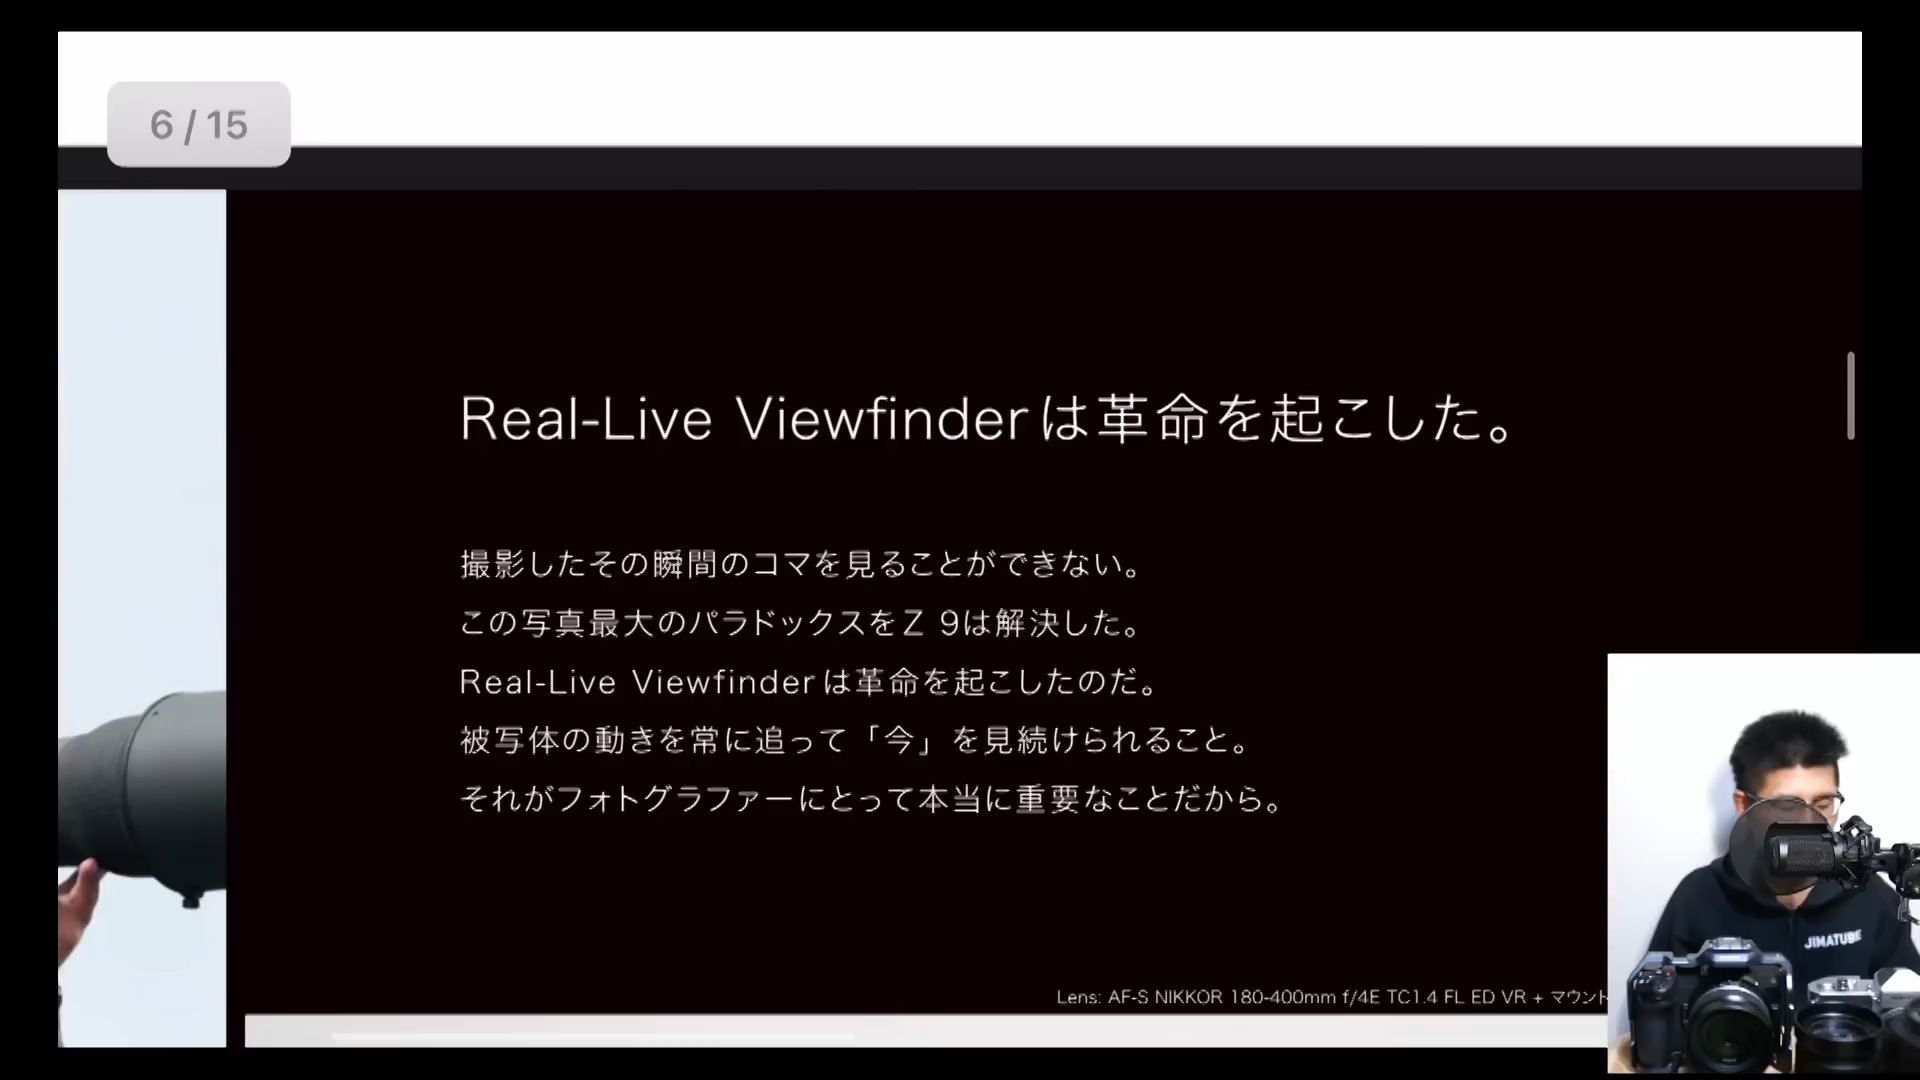 6 / 15
Real-Live Viewfinderは革命を起こした。
撮影したその瞬間のコマを見ることができない。
この写真最大のパラドックスをZ 9は解決した。
Real-Live Viewfinderは革命を起こしたのだ。
被写体の動きを常に追って「今」を見続けられること。
それがフォトグラファーにとって本当に重要なことだから。
Lens: AF-S NIKKOR 180-400mm f/4E TC1.4 FL ED VR + マウント
JIMATUBE